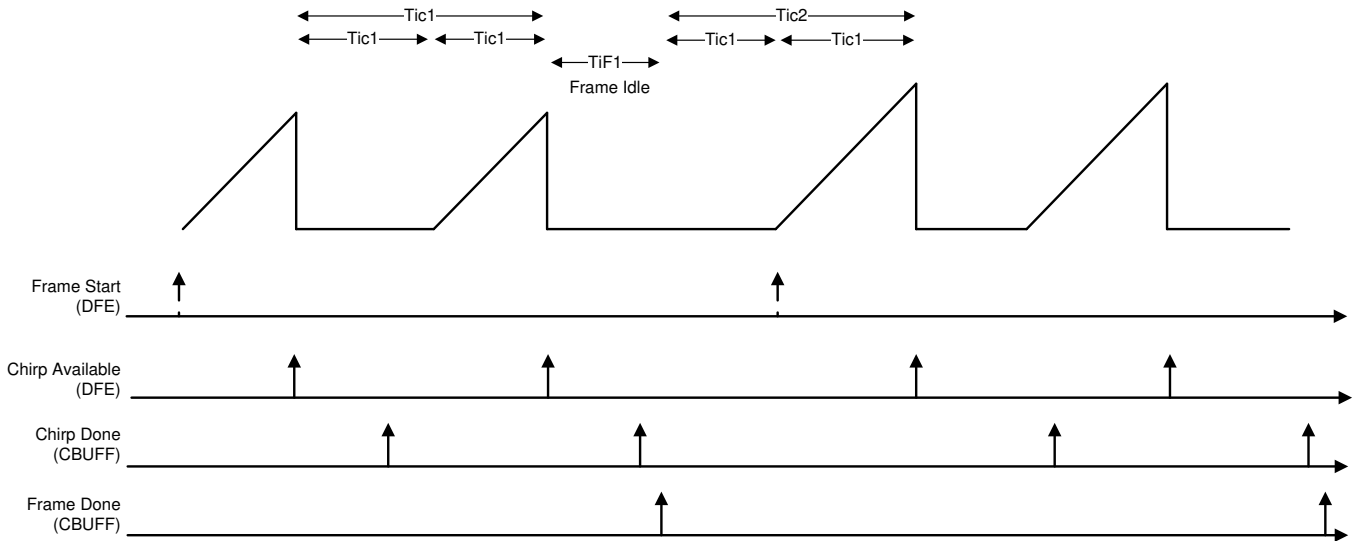 Tic1
Tic2
Tic1
Tic1
Tic1
Tic1
TiF1
Frame Idle
Frame Start
(DFE)
Chirp Available
(DFE)
Chirp Done
(CBUFF)
Frame Done
(CBUFF)